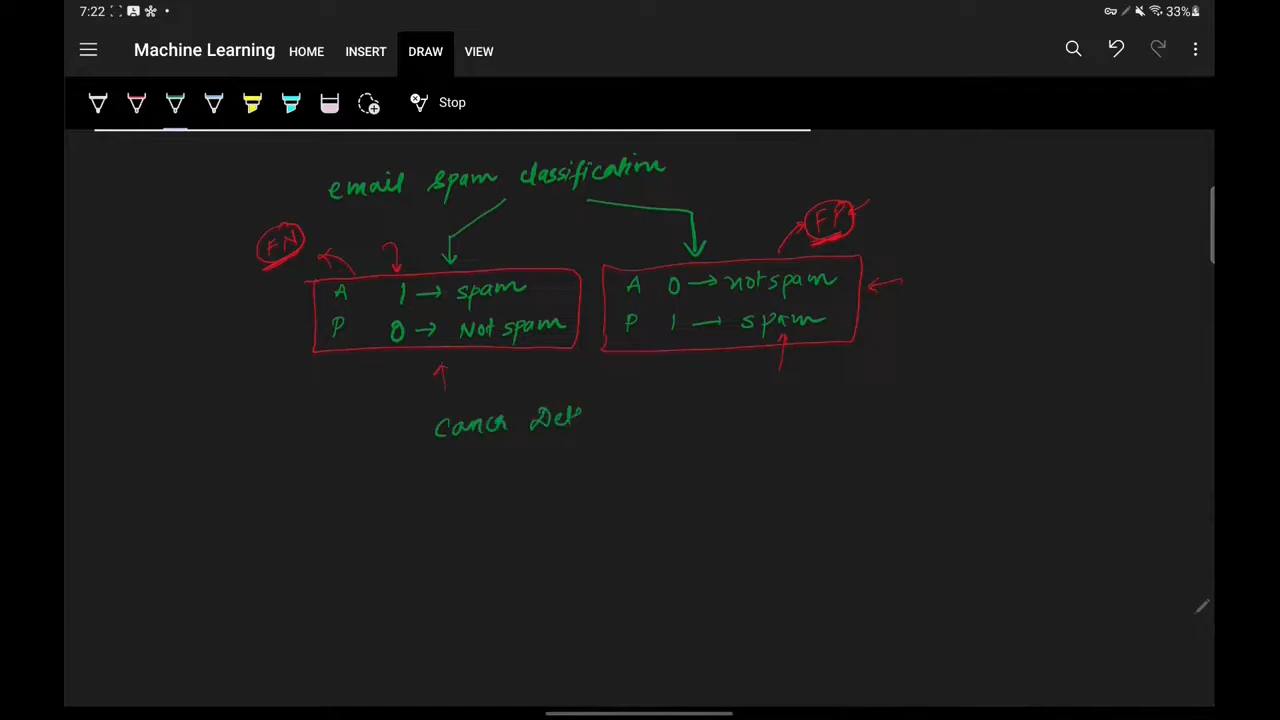 7:22 33%
Machine Learning HOME INSERT DRAW VIEW
Stop
email spam classification
FN
FP
A 1 → spam
P 0 → Not spam
A 0 → not spam
P 1 → spam
Cancr Det